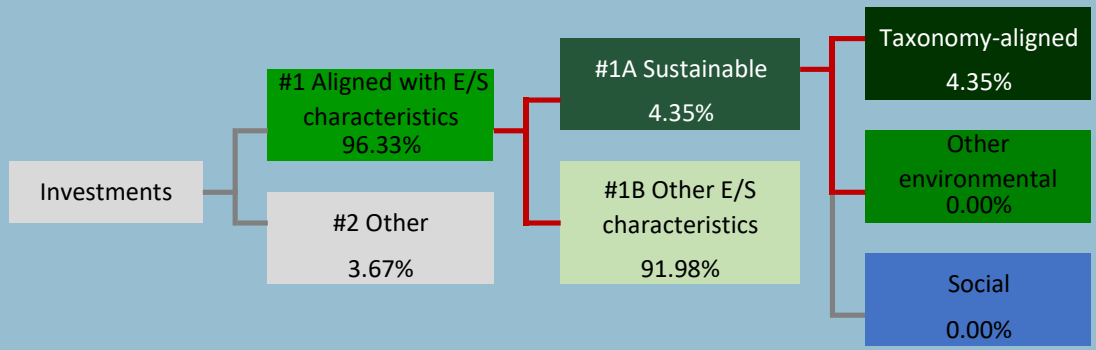 Investments
#1 Aligned with E/S
characteristics
96.33%
#2 Other
3.67%
#1A Sustainable
4.35%
#1B Other E/S
characteristics
91.98%
Taxonomy-aligned
4.35%
Other
environmental
0.00%
Social
0.00%